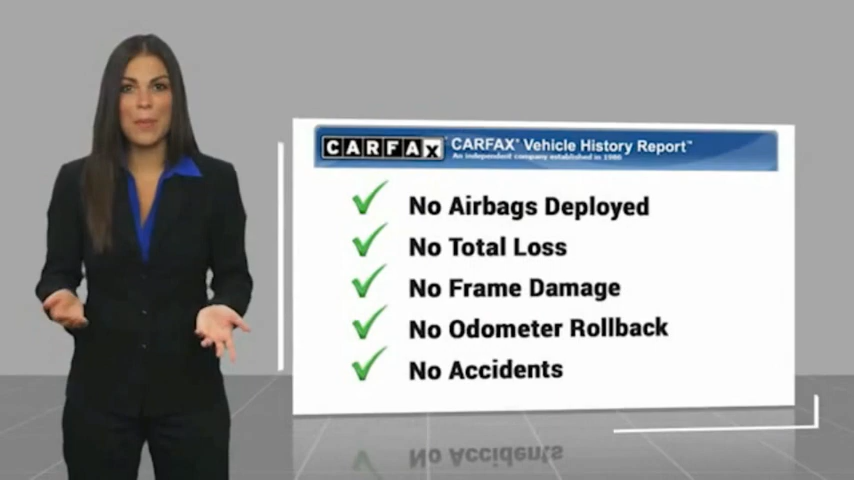 CARFAX CARFAX® Vehicle History Report™
An independent company established in 1986
No Airbags Deployed
No Total Loss
No Frame Damage
No Odometer Rollback
No Accidents
No Accidents